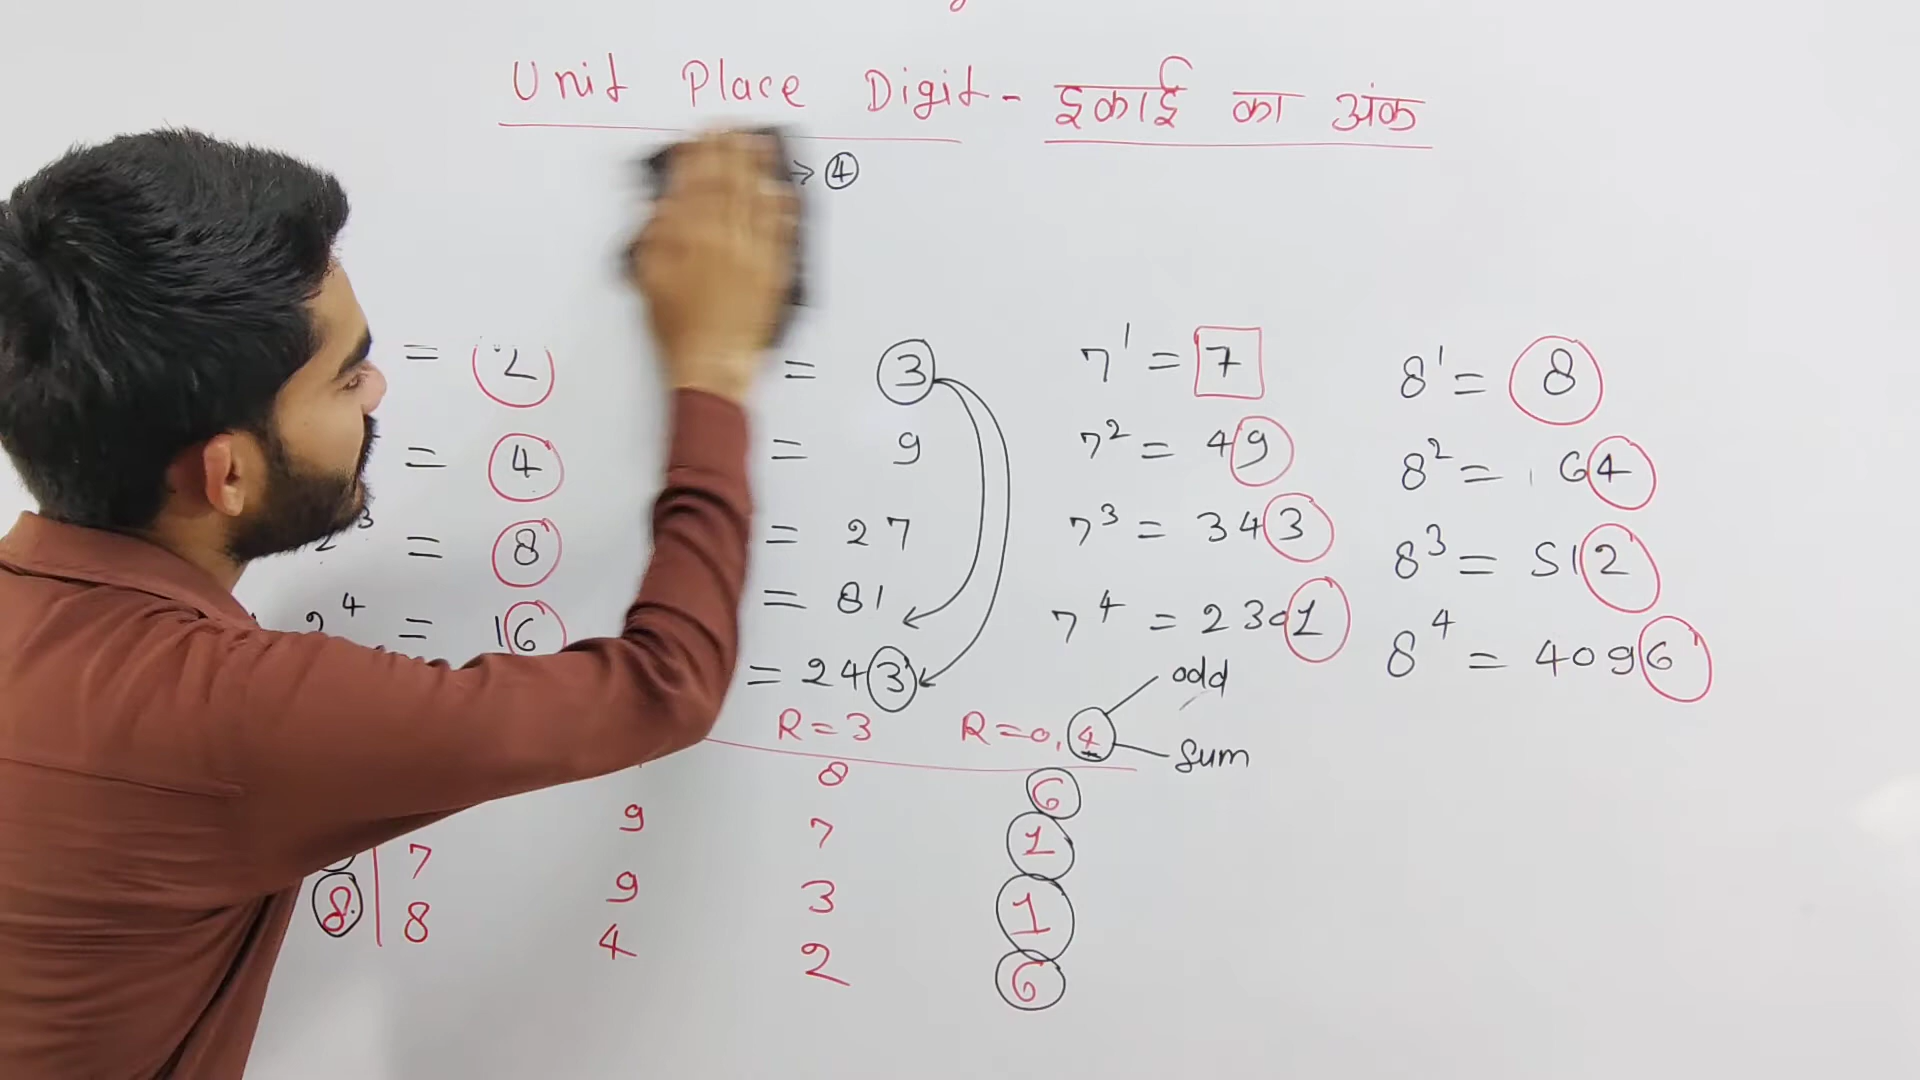 Unit Place Digit - इकाई का अंक
→ 4
= 2
= 4
2³ = 8
2⁴ = 16
= 3
= 9
= 27
= 81
= 243
7¹ = 7
7² = 49
7³ = 343
7⁴ = 2301
8¹ = 8
8² = 64
8³ = 512
8⁴ = 4096
R=3 R=0, 4
odd
Sum
8 6
9 7 1
7 9 3 1
8 8 4 2 6